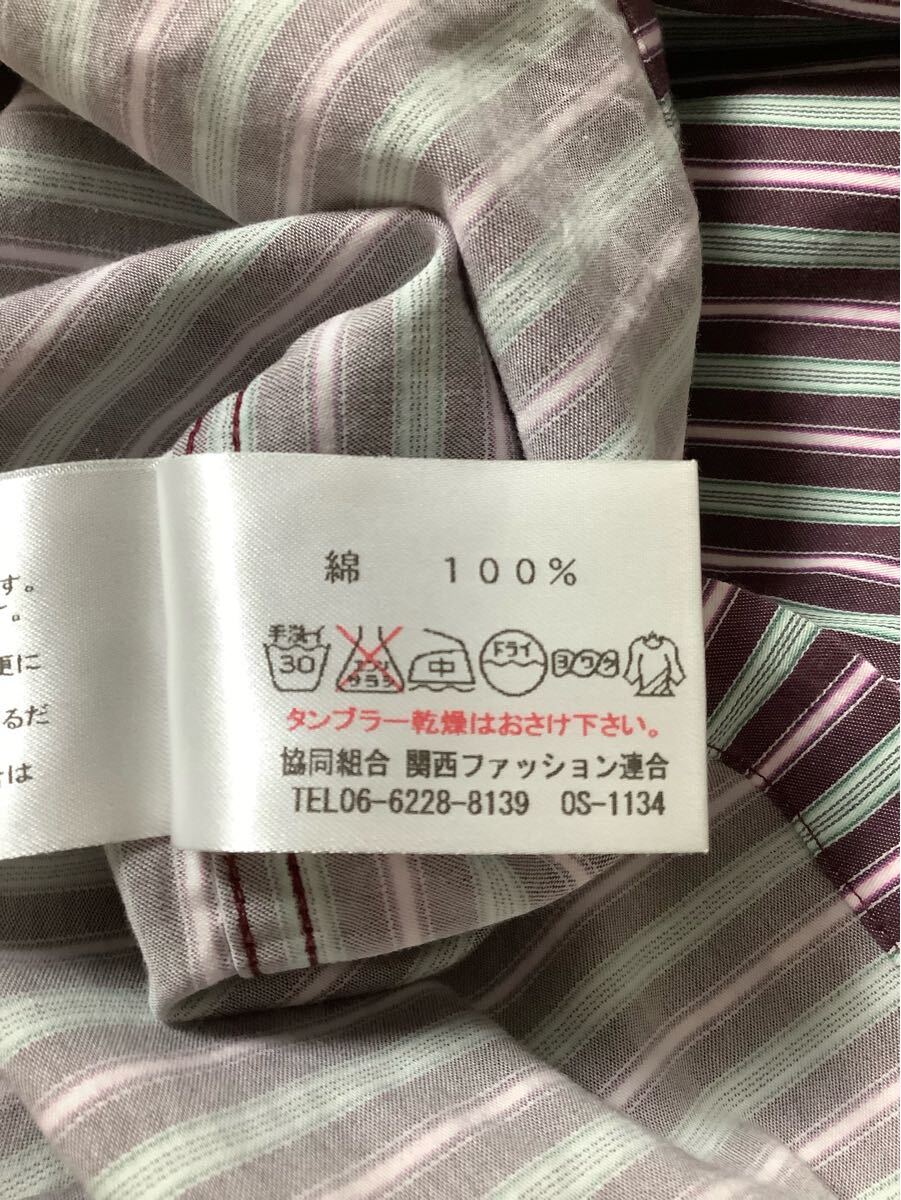 す。
す。
更に
るだ
は
綿 100%
手洗イ
30
エンソ
サラシ
中
ドライ
ヨワク
タンブラー乾燥はおさけ下さい。
協同組合 関西ファッション連合
TEL06-6228-8139 OS-1134